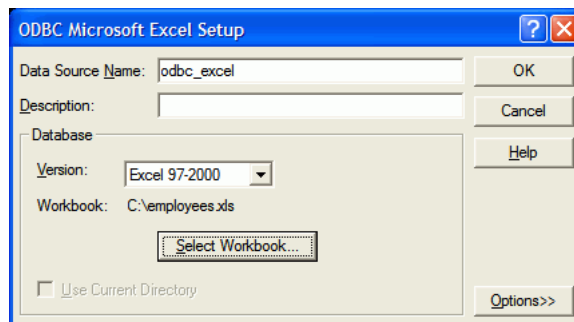 ODBC Microsoft Excel Setup
Data Source Name: odbc_excel
OK
Description:
Cancel
Database
Help
Version: Excel 97-2000
Workbook: C:\employees.xls
Select Workbook...
Use Current Directory
Options>>